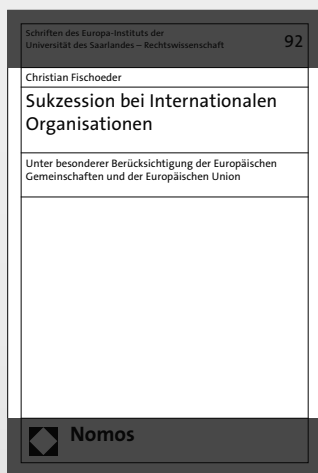 Schriften des Europa-Instituts der
Universität des Saarlandes – Rechtswissenschaft
92
Christian Fischoeder
Sukzession bei Internationalen
Organisationen
Unter besonderer Berücksichtigung der Europäischen
Gemeinschaften und der Europäischen Union
Nomos